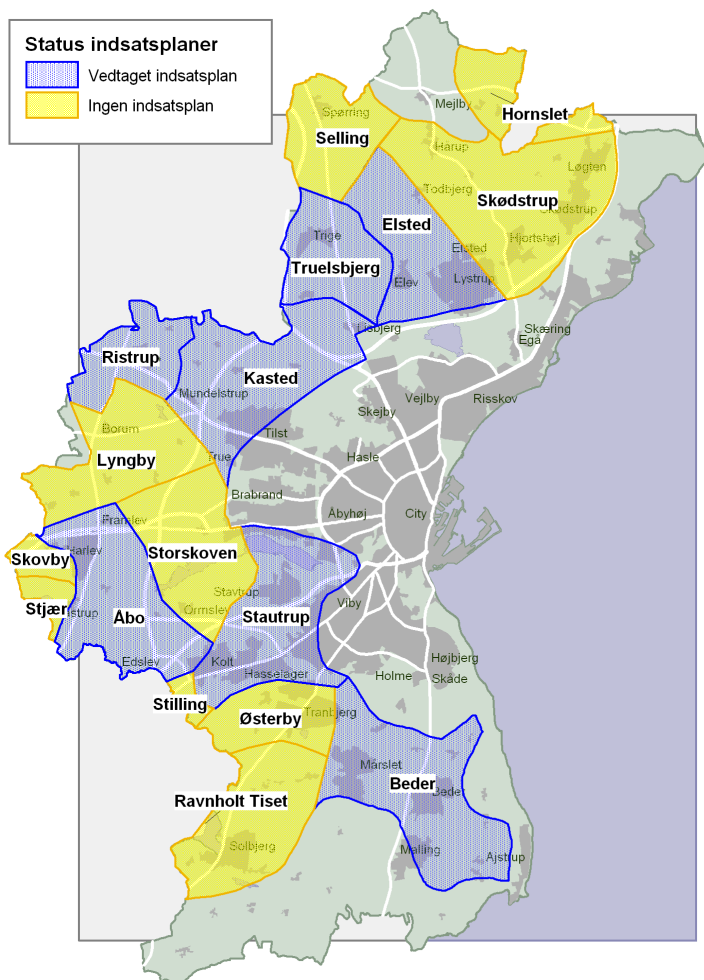 Status indsatsplaner
Vedtaget indsatsplan
Ingen indsatsplan
Mejlby
Hornslet
Spørring
Selling
Hårup
Løgten
Todbjerg
Skødstrup
Skødstrup
Elsted
Hjortshøj
Trige
Elsted
Truelsbjerg
Elev
Lystrup
Lisbjerg
Skæring
Egå
Ristrup
Kasted
Mundelstrup
Vejlby
Risskov
Skejby
Borum
Tilst
Lyngby
True
Hasle
Brabrand
Åbyhøj
City
Framlev
Harlev
Storskoven
Skovby
Stavtrup
Stjær
Ormslev
Åbo
Stautrup
Viby
Edslev
Kolt
Hasselager
Højbjerg
Holme
Skåde
Stilling
Østerby
Tranbjerg
Mårslet
Beder
Beder
Ravnholt Tiset
Solbjerg
Malling
Ajstrup